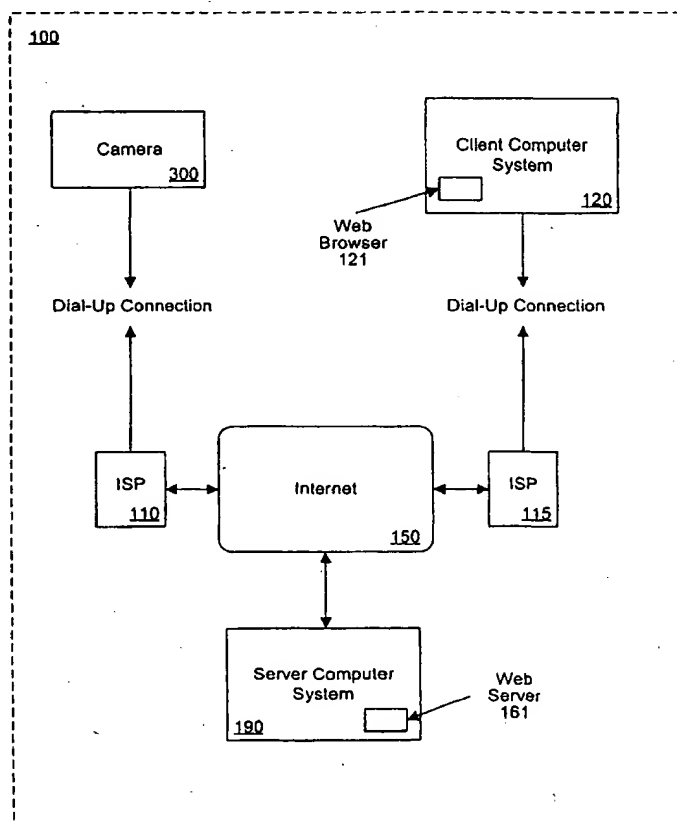 100
Camera
300
Client Computer
System
120
Web
Browser
121
Dial-Up Connection
Dial-Up Connection
ISP
110
Internet
150
ISP
115
Server Computer
System
190
Web
Server
161